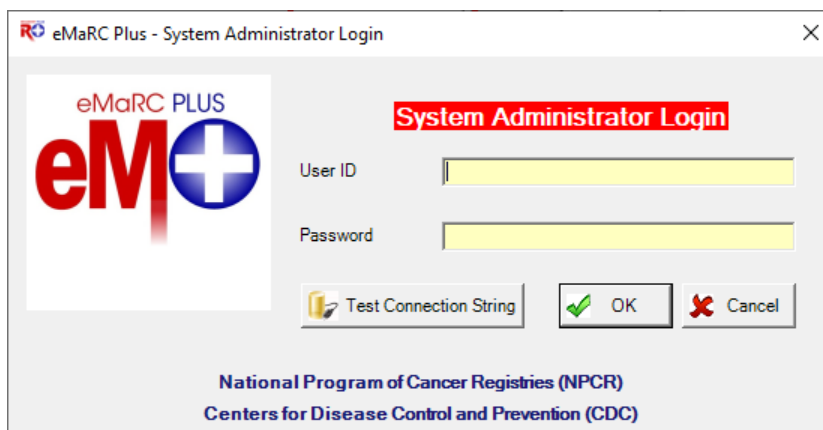 eMaRC Plus - System Administrator Login
eMaRC PLUS
eM
System Administrator Login
User ID
Password
Test Connection String
OK
Cancel
National Program of Cancer Registries (NPCR)
Centers for Disease Control and Prevention (CDC)